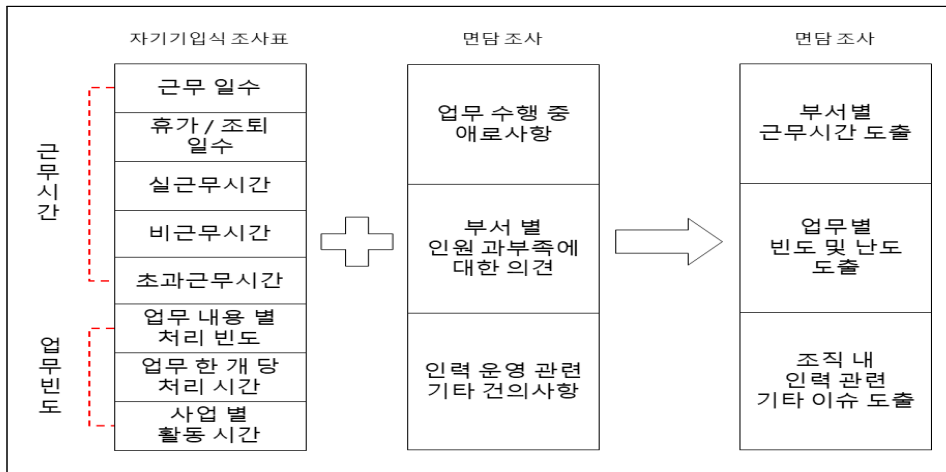 자기기입식 조사표
근무시간
근무 일수
휴가 / 조퇴
일수
실근무시간
비근무시간
초과근무시간
업무빈도
업무 내용 별
처리 빈도
업무 한 개 당
처리 시간
사업 별
활동 시간
면담 조사
업무 수행 중
애로사항
부서 별
인원 과부족에
대한 의견
인력 운영 관련
기타 건의사항
면담 조사
부서별
근무시간 도출
업무별
빈도 및 난도
도출
조직 내
인력 관련
기타 이슈 도출